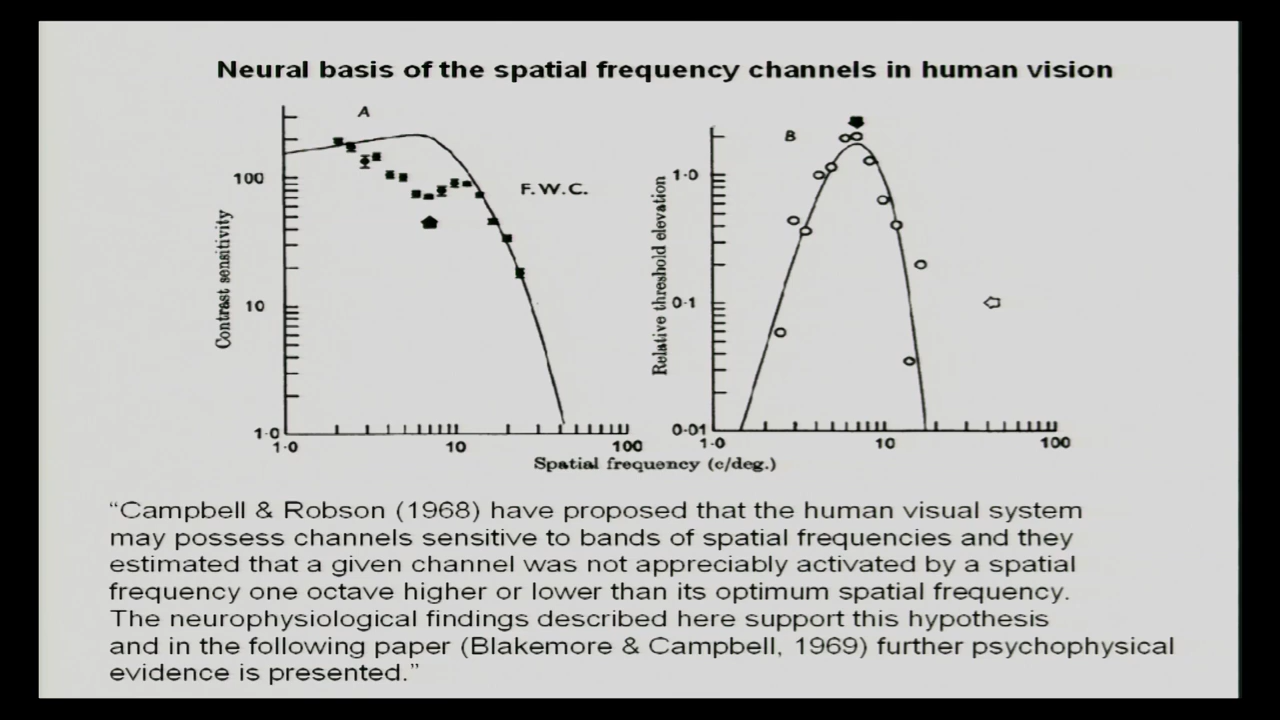 Neural basis of the spatial frequency channels in human vision
A
B
F.W.C.
Contrast sensitivity
100
10
1·0
1·0
10
100
Relative threshold elevation
1·0
0·1
0·01
1·0
10
100
Spatial frequency (c/deg.)
“Campbell & Robson (1968) have proposed that the human visual system
may possess channels sensitive to bands of spatial frequencies and they
estimated that a given channel was not appreciably activated by a spatial
frequency one octave higher or lower than its optimum spatial frequency.
The neurophysiological findings described here support this hypothesis
and in the following paper (Blakemore & Campbell, 1969) further psychophysical
evidence is presented.”